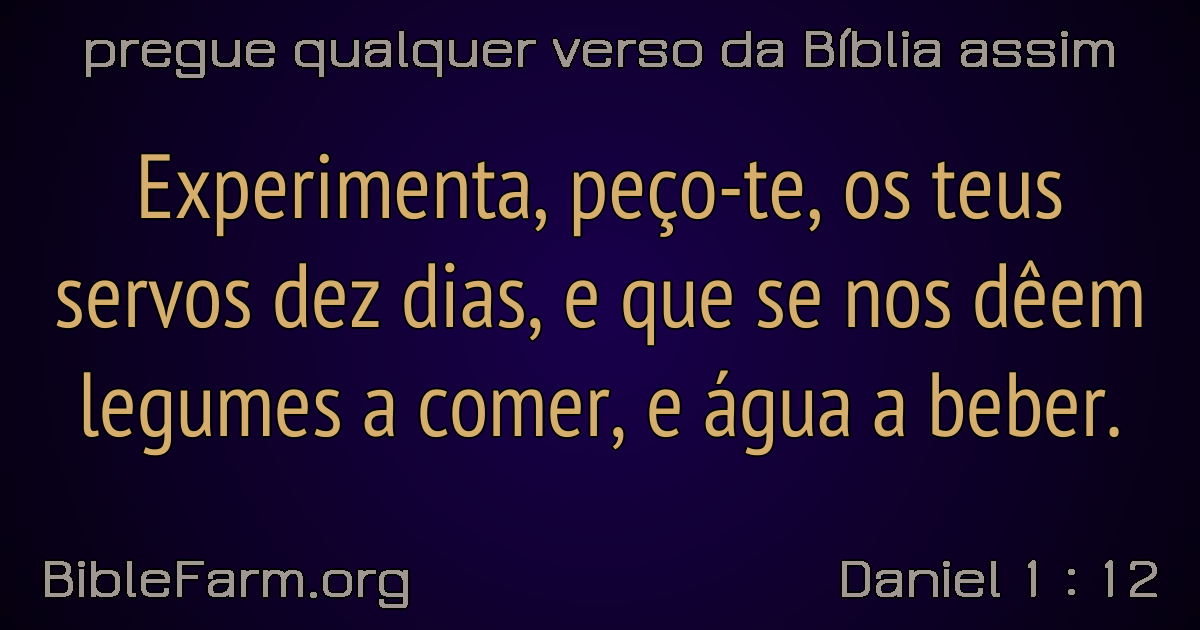 pregue qualquer verso da Bíblia assim
Experimenta, peço-te, os teus
servos dez dias, e que se nos dêem
legumes a comer, e água a beber.
BibleFarm.org
Daniel 1 : 12